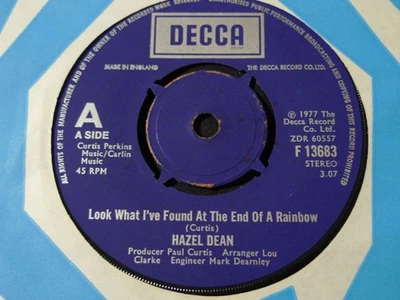 ALL RIGHTS OF THE MANUFACTURER AND OF THE OWNER OF THE RECORDED WORK RESERVED UNAUTHORISED PUBLIC PERFORMANCE BROADCASTING AND COPYING OF THIS RECORD PROHIBITED
DECCA
MADE IN ENGLAND
THE DECCA RECORD CO. LTD.
A
A SIDE
Curtis Perkins
Music/Carlin
Music
45 RPM
℗ 1977 The
Decca Record
Co. Ltd.
ZDR 60557
F 13683
STEREO
3.07
Look What I've Found At The End Of A Rainbow
(Curtis)
HAZEL DEAN
Producer Paul Curtis Arranger Lou
Clarke Engineer Mark Dearnley